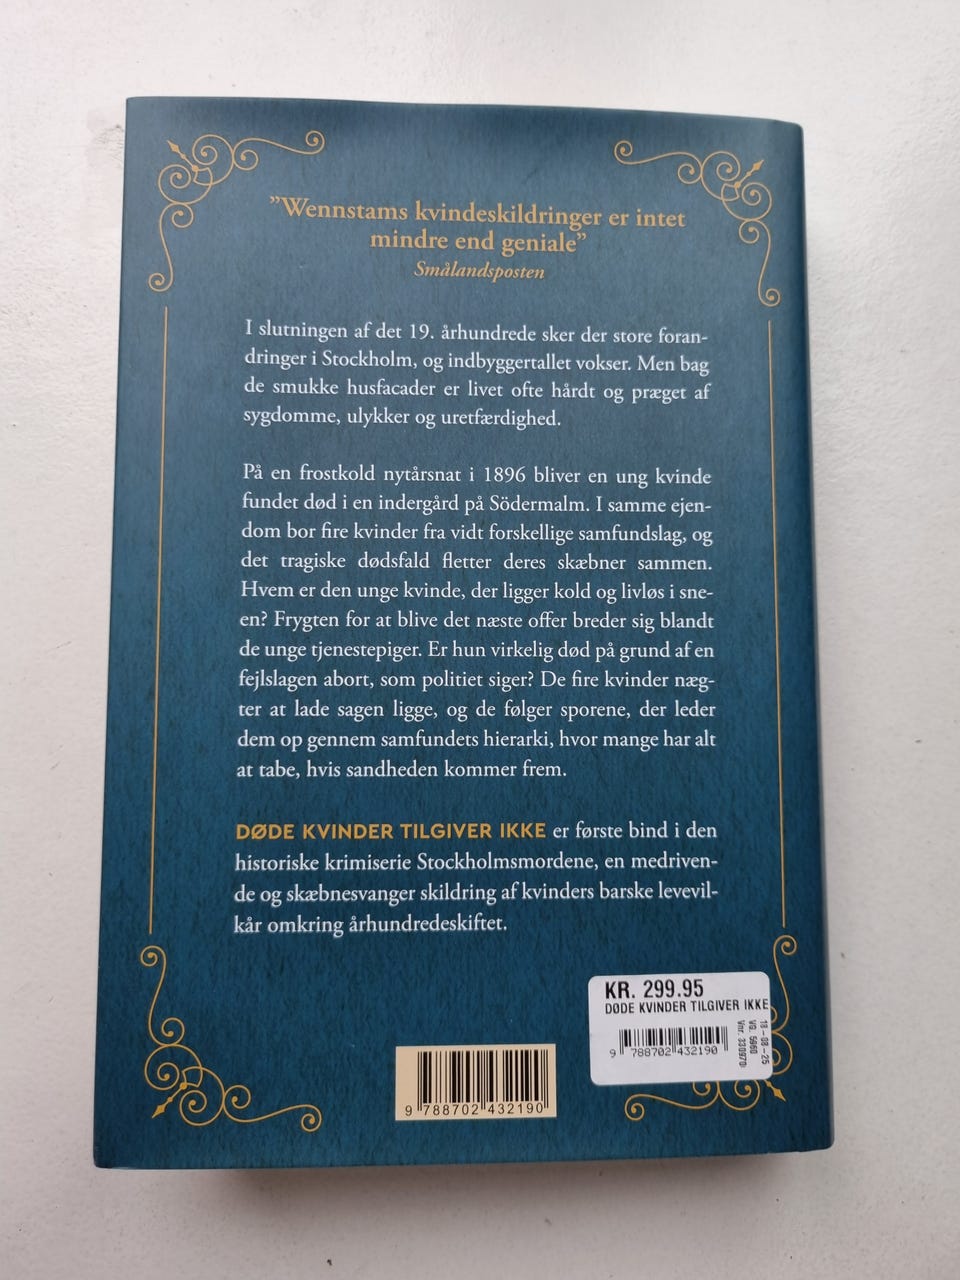 ”Wennstams kvindeskildringer er intet
mindre end geniale”
Smålandsposten
I slutningen af det 19. århundrede sker der store foran-
dringer i Stockholm, og indbyggertallet vokser. Men bag
de smukke husfacader er livet ofte hårdt og præget af
sygdomme, ulykker og uretfærdighed.
På en frostkold nytårsnat i 1896 bliver en ung kvinde
fundet død i en indergård på Södermalm. I samme ejen-
dom bor fire kvinder fra vidt forskellige samfundslag, og
det tragiske dødsfald fletter deres skæbner sammen.
Hvem er den unge kvinde, der ligger kold og livløs i sne-
en? Frygten for at blive det næste offer breder sig blandt
de unge tjenestepiger. Er hun virkelig død på grund af en
fejlslagen abort, som politiet siger? De fire kvinder næg-
ter at lade sagen ligge, og de følger sporene, der leder
dem op gennem samfundets hierarki, hvor mange har alt
at tabe, hvis sandheden kommer frem.
DØDE KVINDER TILGIVER IKKE er første bind i den
historiske krimiserie Stockholmsmordene, en medriven-
de og skæbnesvanger skildring af kvinders barske levevil-
kår omkring århundredeskiftet.
KR. 299.95
DØDE KVINDER TILGIVER IKKE
9 788702 432190
18-08-25
VG. 5960
Vnr. 330970
9 788702 432190